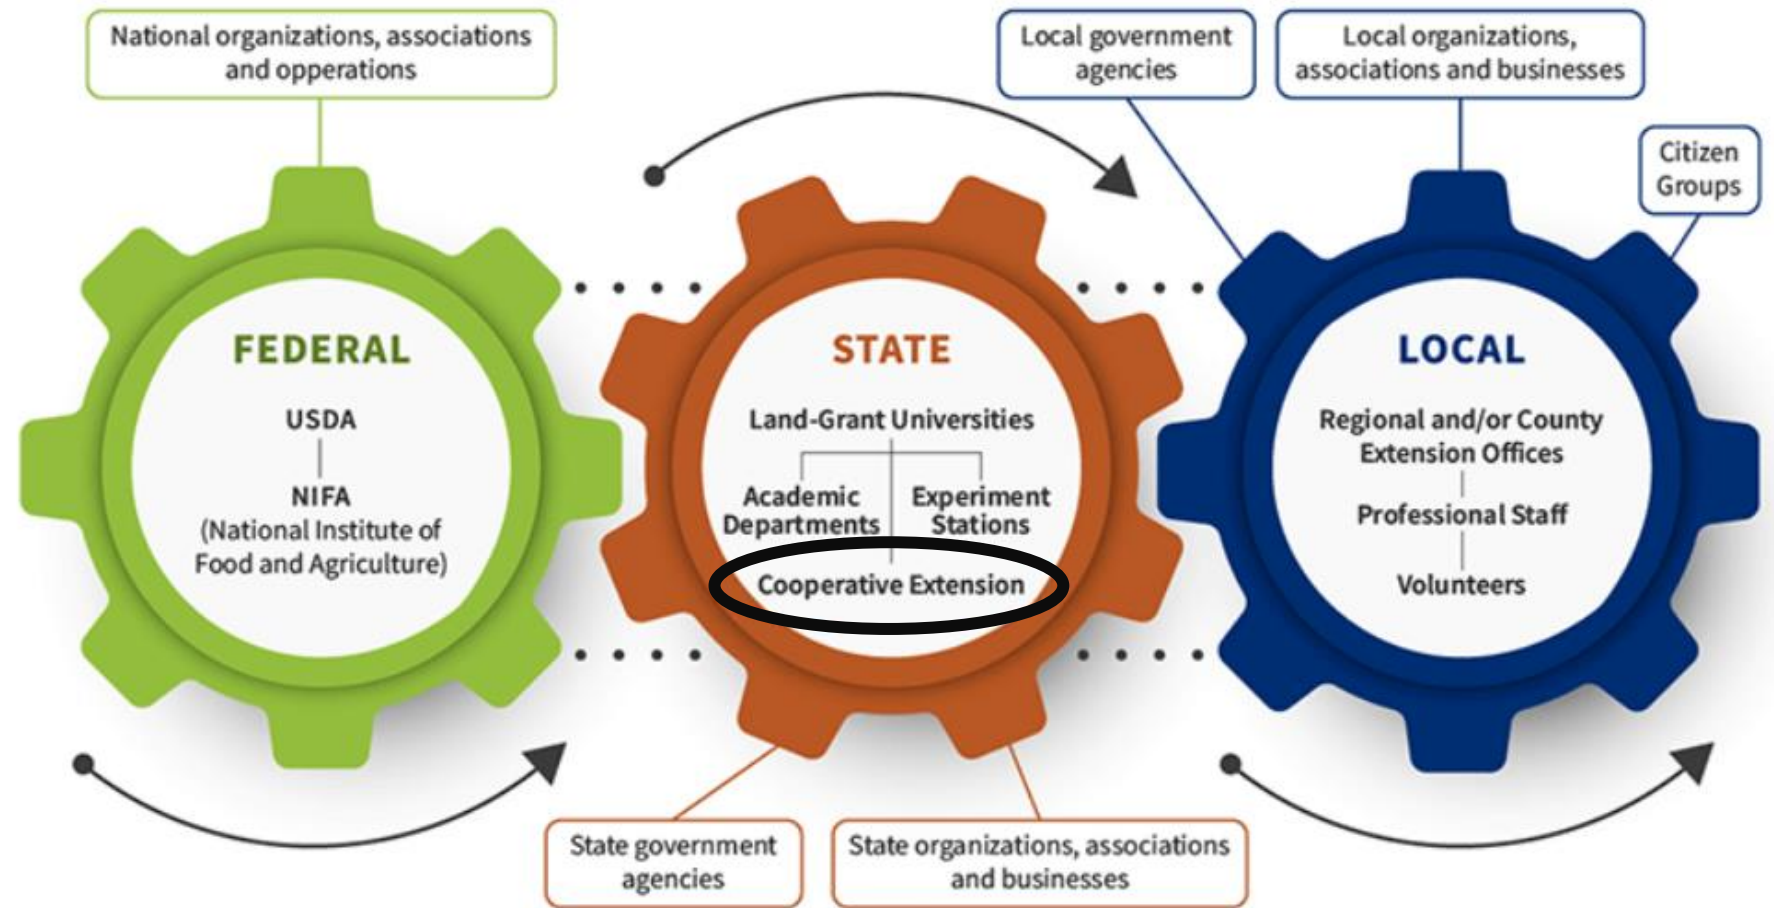 National organizations, associations
and opperations
Local government
agencies
Local organizations,
associations and businesses
Citizen
Groups
FEDERAL
USDA
NIFA
(National Institute of
Food and Agriculture)
STATE
Land-Grant Universities
Academic
Departments
Experiment
Stations
Cooperative Extension
LOCAL
Regional and/or County
Extension Offices
Professional Staff
Volunteers
State government
agencies
State organizations, associations
and businesses